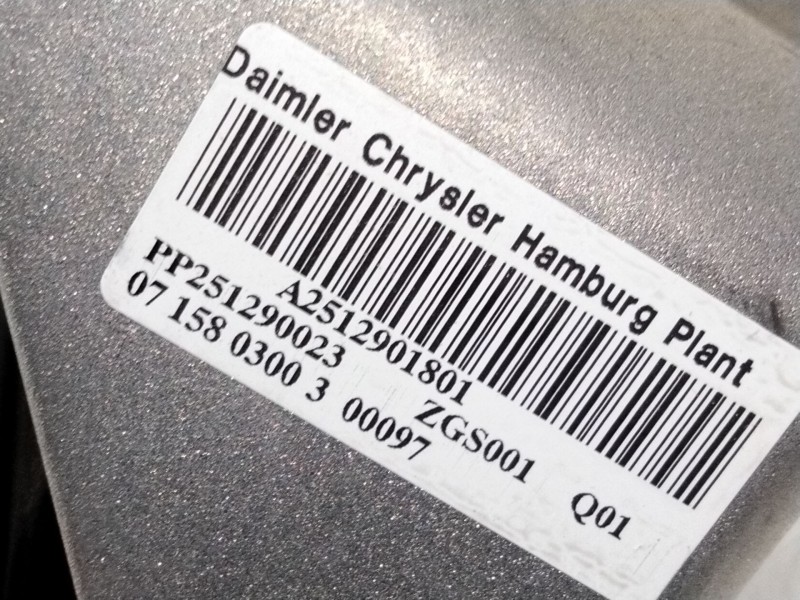 Daimler Chrysler Hamburg Plant
A2512901801
PP251290023 ZGS001 Q01
07 158 0300 3 00097